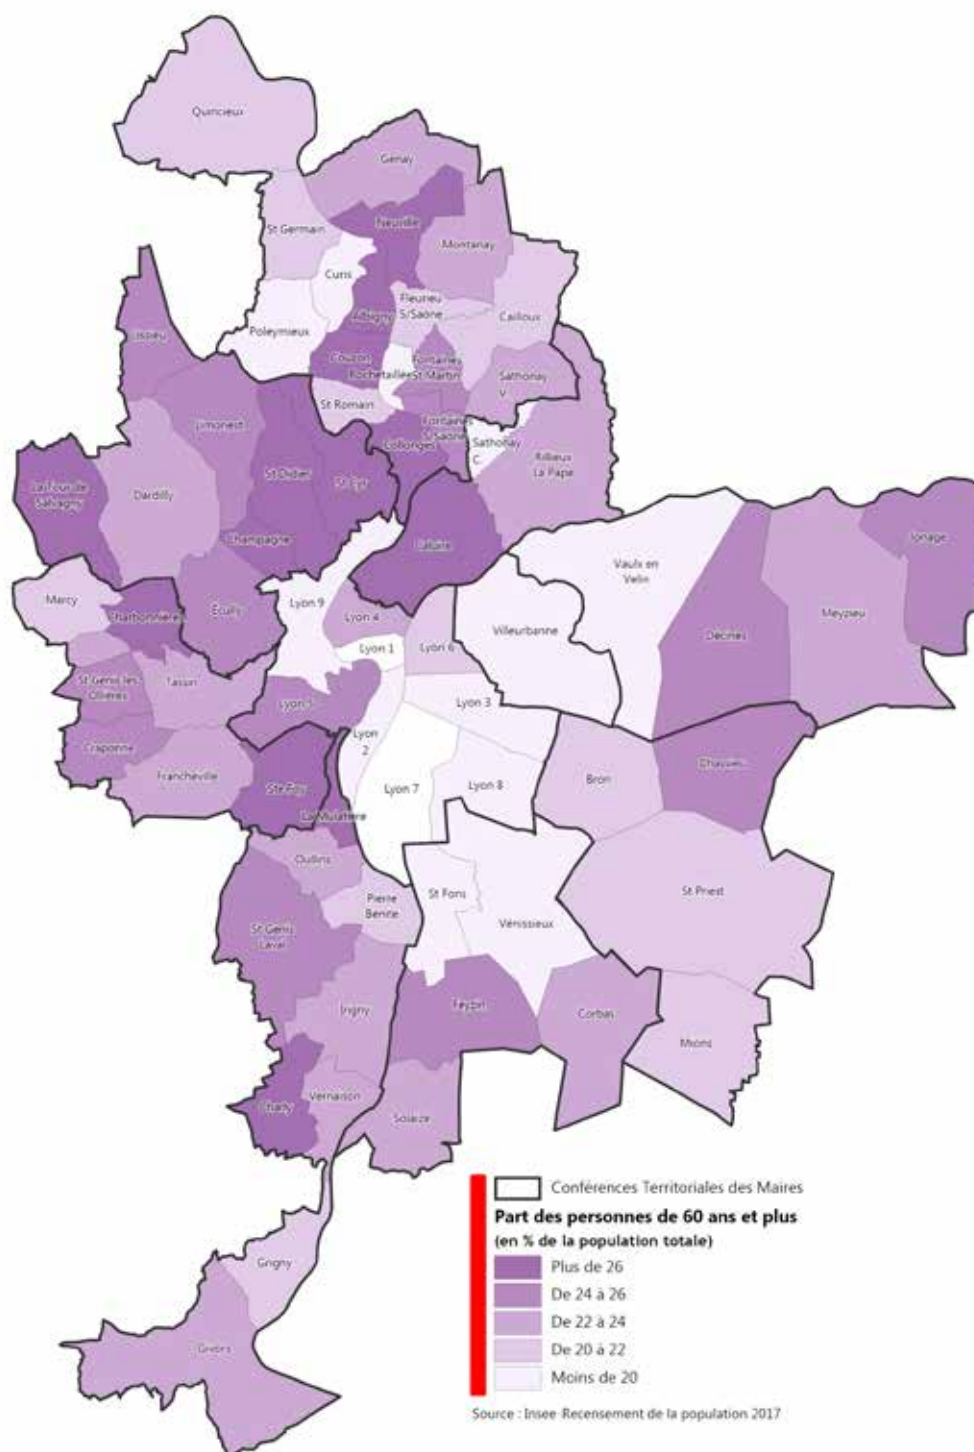 Quincieux
Genay
Neuville
St Germain
Montanay
Curis
Fleurieu
S/Saône
Cailloux
Albigny
Lissieu
Poleymieux
Couzon
Rochetaillée
Fontaines
St Martin
Sathonay
V.
St Romain
Limonest
Fontaines
S/Saône
Collonges
Sathonay
C.
Rillieux
La Pape
La Tour de
Salvagny
Dardilly
St Didier
St Cyr
Champagne
Caluire
Jonage
Vaulx en
Velin
Marcy
Charbonnières
Écully
Lyon 9
Lyon 4
Villeurbanne
Décines
Meyzieu
Lyon 1
Lyon 6
St Genis les
Ollières
Tassin
Lyon 5
Lyon 3
Craponne
Lyon
2
Francheville
Ste Foy
Lyon 7
Lyon 8
Bron
Chassieu
La Mulatière
Oullins
Pierre
Bénite
St Fons
Vénissieux
St Priest
St Genis
Laval
Irigny
Feyzin
Corbas
Mions
Charly
Vernaison
Solaize
Grigny
Givors
Conférences Territoriales des Maires
Part des personnes de 60 ans et plus
(en % de la population totale)
Plus de 26
De 24 à 26
De 22 à 24
De 20 à 22
Moins de 20
Source : Insee-Recensement de la population 2017